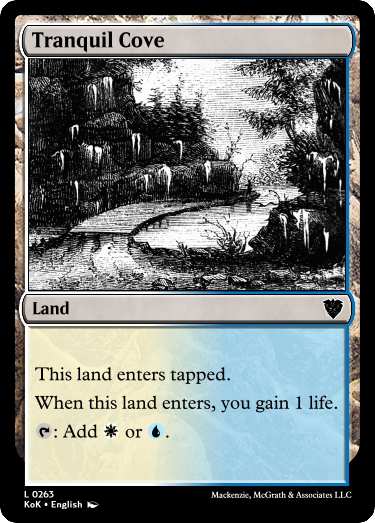 Tranquil Cove
Land
This land enters tapped.
When this land enters, you gain 1 life.
: Add or .
L 0263
KoK • English
Mackenzie, McGrath & Associates LLC